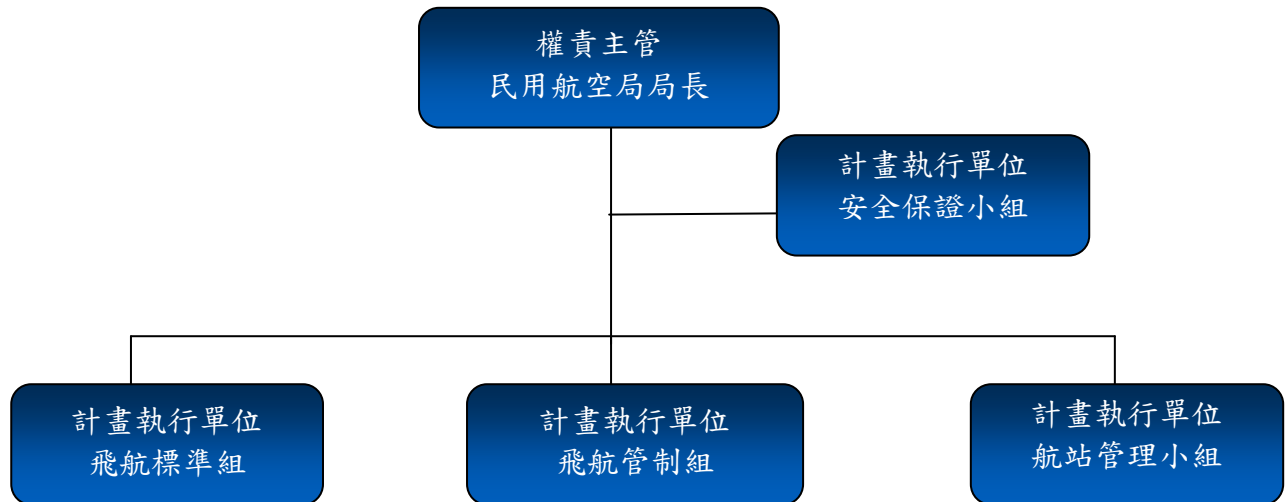 權責主管
民用航空局局長
計畫執行單位
安全保證小組
計畫執行單位
飛航標準組
計畫執行單位
飛航管制組
計畫執行單位
航站管理小組